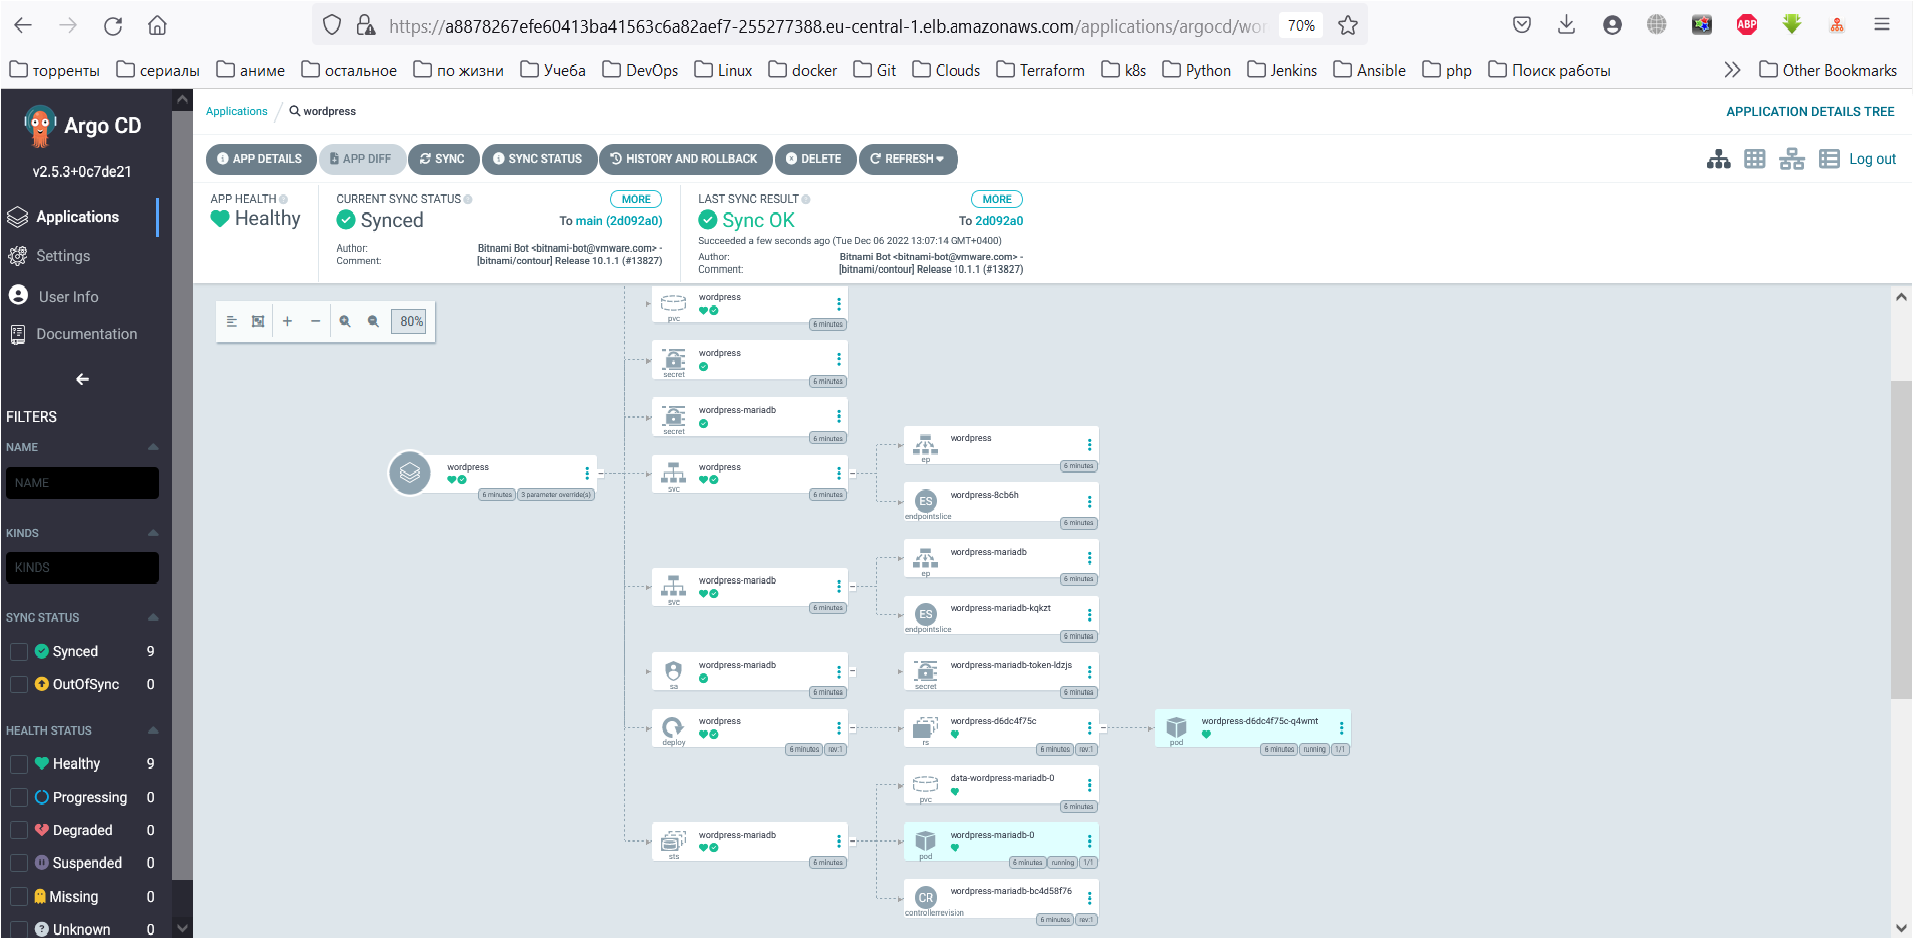 https://a8878267efe60413ba41563c6a82aef7-255277388.eu-central-1.elb.amazonaws.com/applications/argocd/wor
70%
ABP
торренты
сериалы
аниме
остальное
по жизни
Учеба
DevOps
Linux
docker
Git
Clouds
Terraform
k8s
Python
Jenkins
Ansible
php
Поиск работы
Other Bookmarks
Argo CD
v2.5.3+0c7de21
Applications
Settings
User Info
Documentation
FILTERS
NAME
NAME
KINDS
KINDS
SYNC STATUS
Synced 9
OutOfSync 0
HEALTH STATUS
Healthy 9
Progressing 0
Degraded 0
Suspended 0
Missing 0
Unknown 0
Applications / wordpress
APPLICATION DETAILS TREE
APP DETAILS
APP DIFF
SYNC
SYNC STATUS
HISTORY AND ROLLBACK
DELETE
REFRESH
Log out
APP HEALTH
Healthy
CURRENT SYNC STATUS
MORE
Synced
To main (2d092a0)
Author: Bitnami Bot <bitnami-bot@vmware.com> -
Comment: [bitnami/contour] Release 10.1.1 (#13827)
LAST SYNC RESULT
MORE
Sync OK
To 2d092a0
Succeeded a few seconds ago (Tue Dec 06 2022 13:07:14 GMT+0400)
Author: Bitnami Bot <bitnami-bot@vmware.com> -
Comment: [bitnami/contour] Release 10.1.1 (#13827)
80%
wordpress
6 minutes
3 parameter override(s)
wordpress
pvc
6 minutes
wordpress
secret
6 minutes
wordpress-mariadb
secret
6 minutes
wordpress
svc
6 minutes
wordpress
ep
6 minutes
ES
wordpress-8cb6h
endpointslice
6 minutes
wordpress-mariadb
svc
6 minutes
wordpress-mariadb
ep
6 minutes
ES
wordpress-mariadb-kqkzt
endpointslice
6 minutes
wordpress-mariadb
sa
6 minutes
wordpress-mariadb-token-ldzjs
secret
6 minutes
wordpress
deploy
6 minutes
rev:1
wordpress-d6dc4f75c
rs
6 minutes
rev:1
wordpress-d6dc4f75c-q4wmt
pod
6 minutes
running
1/1
wordpress-mariadb
sts
6 minutes
data-wordpress-mariadb-0
pvc
6 minutes
wordpress-mariadb-0
pod
6 minutes
running
1/1
CR
wordpress-mariadb-bc4d58f76
controllerrevision
6 minutes
rev:1